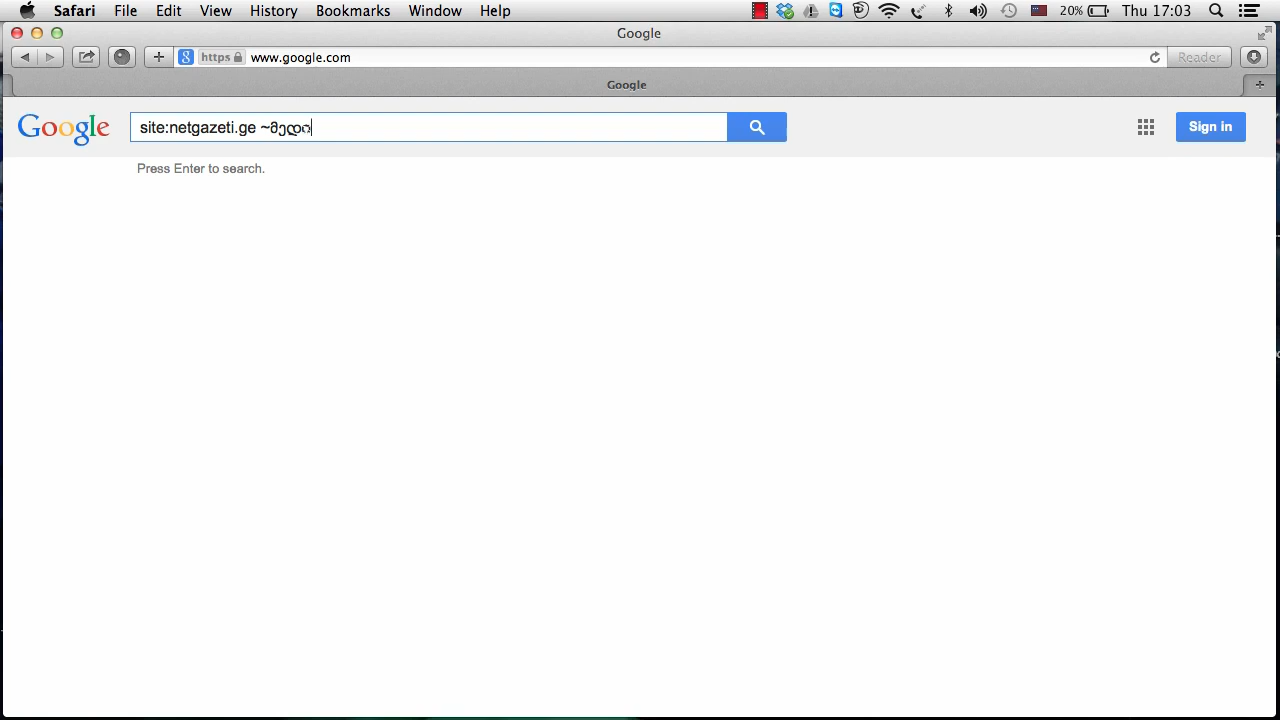 Safari File Edit View History Bookmarks Window Help 20% Thu 17:03
Google
https www.google.com Reader
Google
Google site:netgazeti.ge ~მედი Sign in
Press Enter to search.